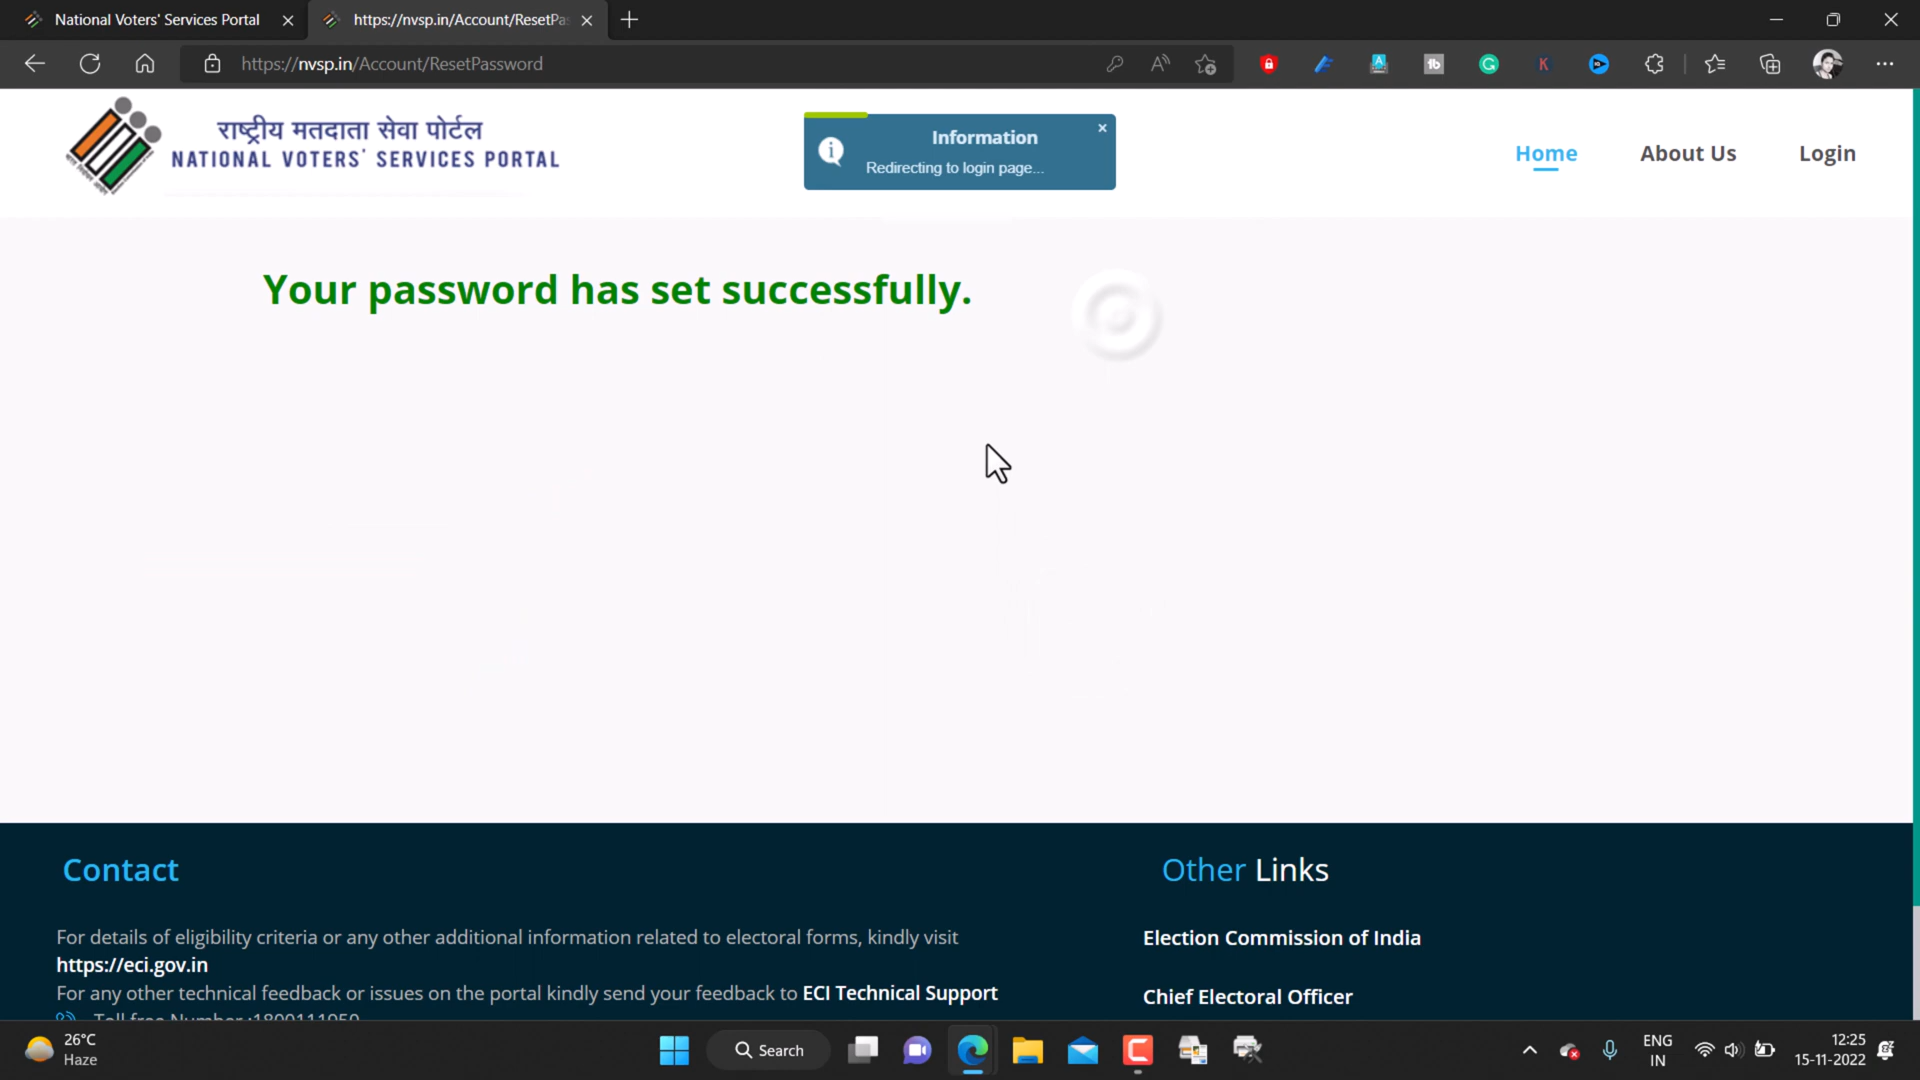 National Voters' Services Portal
https://nvsp.in/Account/ResetPa
https://nvsp.in/Account/ResetPassword
राष्ट्रीय मतदाता सेवा पोर्टल
NATIONAL VOTERS' SERVICES PORTAL
Information
Redirecting to login page...
Home
About Us
Login
Your password has set successfully.
Contact
For details of eligibility criteria or any other additional information related to electoral forms, kindly visit
https://eci.gov.in
For any other technical feedback or issues on the portal kindly send your feedback to ECI Technical Support
Toll free Number :1800111950
Other Links
Election Commission of India
Chief Electoral Officer
26°C
Haze
Search
ENG
IN
12:25
15-11-2022